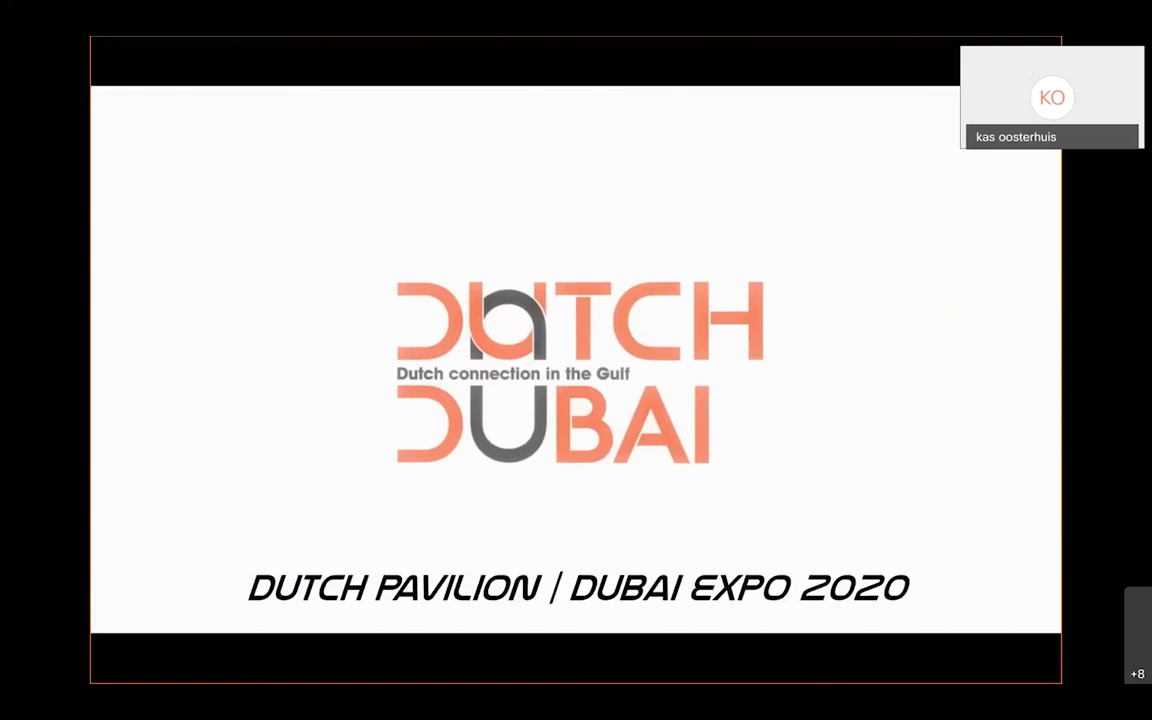 KO
kas oosterhuis
DUTCH
Dutch connection in the Gulf
DUBAI
DUTCH PAVILION / DUBAI EXPO 2020
+8